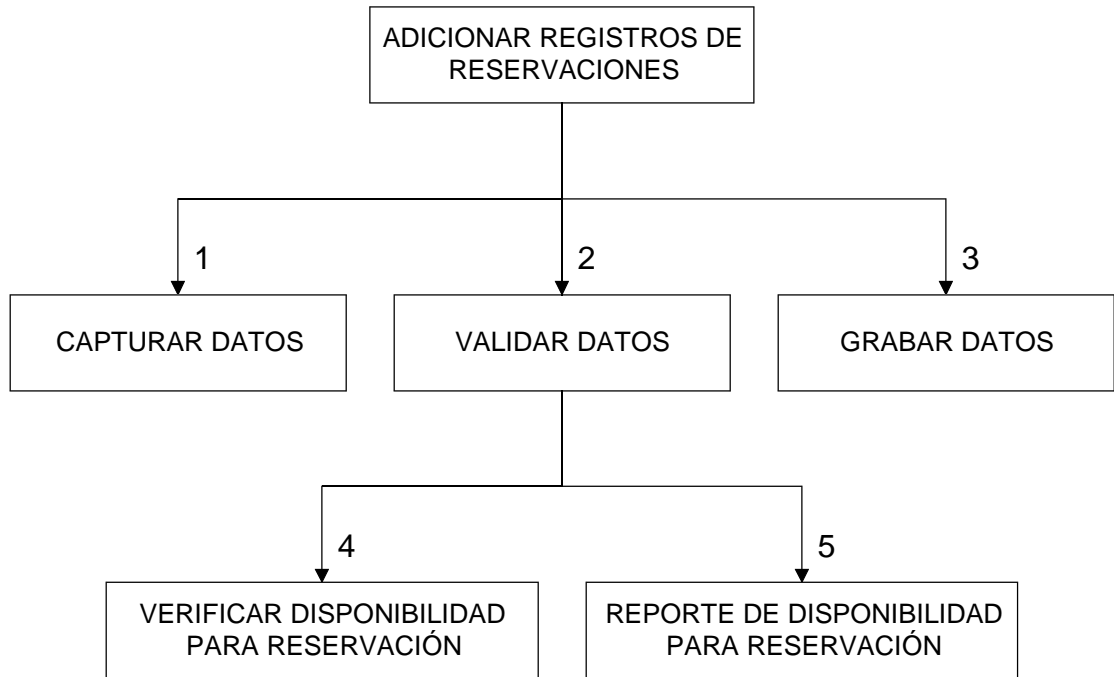 ADICIONAR REGISTROS DE
RESERVACIONES
1
2
3
CAPTURAR DATOS
VALIDAR DATOS
GRABAR DATOS
4
5
VERIFICAR DISPONIBILIDAD
PARA RESERVACIÓN
REPORTE DE DISPONIBILIDAD
PARA RESERVACIÓN